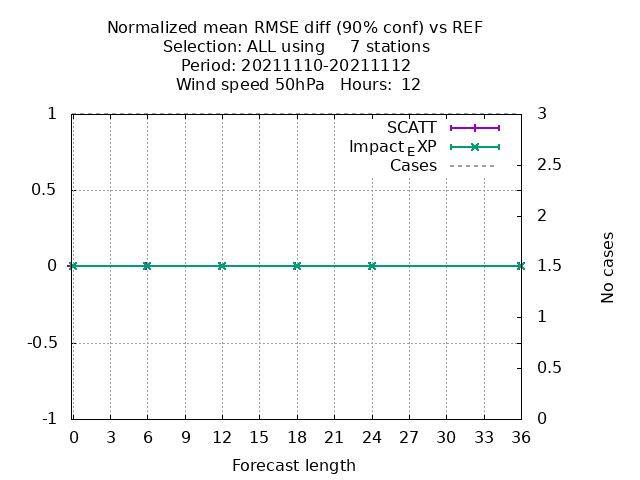 Normalized mean RMSE diff (90% conf) vs REF
Selection: ALL using     7 stations
Period: 20211110-20211112
Wind speed 50hPa   Hours:  12
SCATT
Impact_EXP
Cases
1
0.5
0
-0.5
-1
3
2.5
2
1.5
1
0.5
0
No cases
0 3 6 9 12 15 18 21 24 27 30 33 36
Forecast length